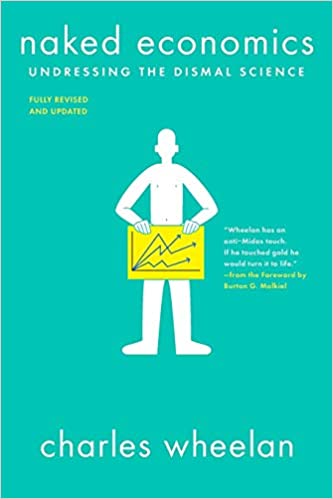 naked economics
UNDRESSING THE DISMAL SCIENCE
FULLY REVISED
AND UPDATED
"Wheelan has an
anti–Midas touch.
If he touched gold he
would turn it to life."
—from the Foreword by
Burton G. Malkiel
charles wheelan